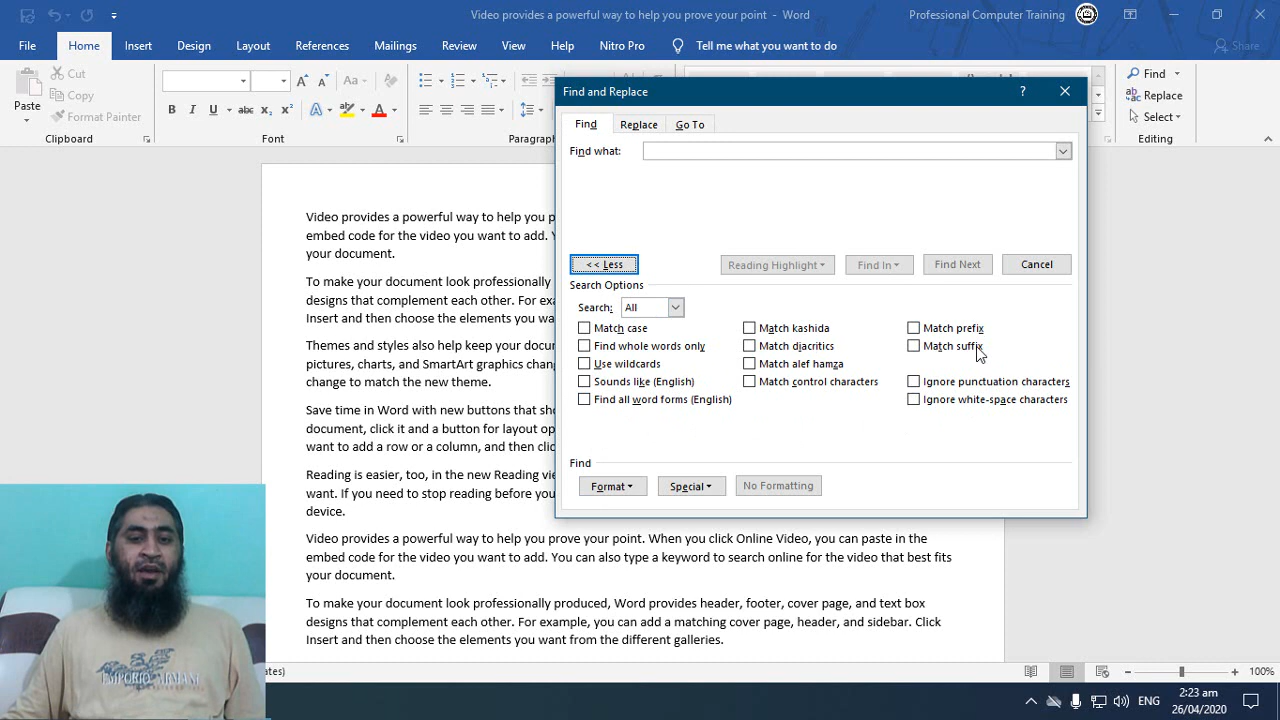 Video provides a powerful way to help you prove your point - Word
Professional Computer Training
File Home Insert Design Layout References Mailings Review View Help Nitro Pro Tell me what you want to do Share
Paste
Cut
Copy
Format Painter
Clipboard
Aa
B I U abc x₂ x² A A
Font
Paragraph
Find
Replace
Select
Editing
Find and Replace
Find Replace Go To
Find what:
<< Less Reading Highlight Find In Find Next Cancel
Search Options
Search: All
Match case Match kashida Match prefix
Find whole words only Match diacritics Match suffix
Use wildcards Match alef hamza
Sounds like (English) Match control characters Ignore punctuation characters
Find all word forms (English) Ignore white-space characters
Find
Format Special No Formatting
Video provides a powerful way to help you p
embed code for the video you want to add. Y
your document.
To make your document look professionally
designs that complement each other. For exa
Insert and then choose the elements you wa
Themes and styles also help keep your docum
pictures, charts, and SmartArt graphics chang
change to match the new theme.
Save time in Word with new buttons that sho
document, click it and a button for layout op
want to add a row or a column, and then clic
Reading is easier, too, in the new Reading vie
want. If you need to stop reading before you
device.
Video provides a powerful way to help you prove your point. When you click Online Video, you can paste in the
embed code for the video you want to add. You can also type a keyword to search online for the video that best fits
your document.
To make your document look professionally produced, Word provides header, footer, cover page, and text box
designs that complement each other. For example, you can add a matching cover page, header, and sidebar. Click
Insert and then choose the elements you want from the different galleries.
EMPORIO ARMANI
ates)
100%
ENG
2:23 am
26/04/2020